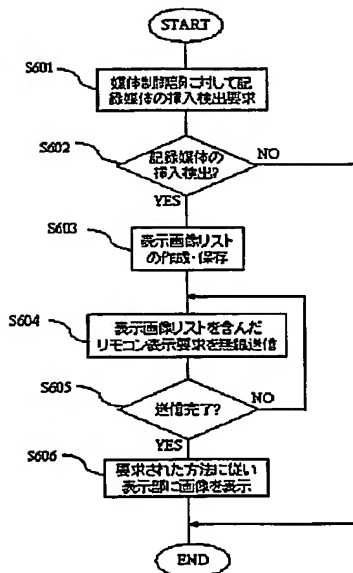 START
S601
媒体制御部に対して記
録媒体の挿入検出要求
S602
記録媒体の
挿入検出?
NO
YES
S603
表示画像リスト
の作成・保存
S604
表示画像リストを含んだ
リモコン表示要求を無線送信
S605
送信完了?
NO
YES
S606
要求された方法に従い
表示部に画像を表示
END